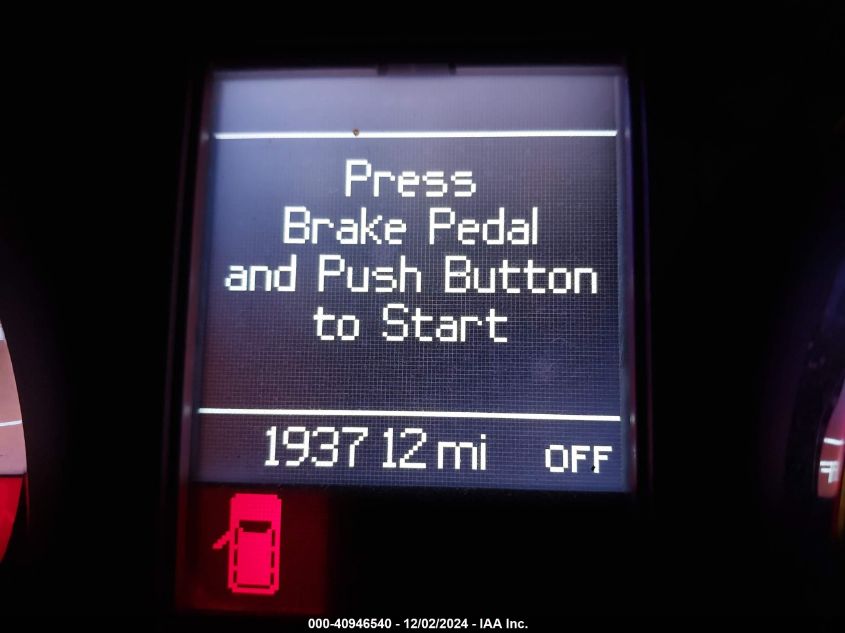 Press
Brake Pedal
and Push Button
to Start
193712 mi OFF
000-40946540 - 12/02/2024 - IAA Inc.